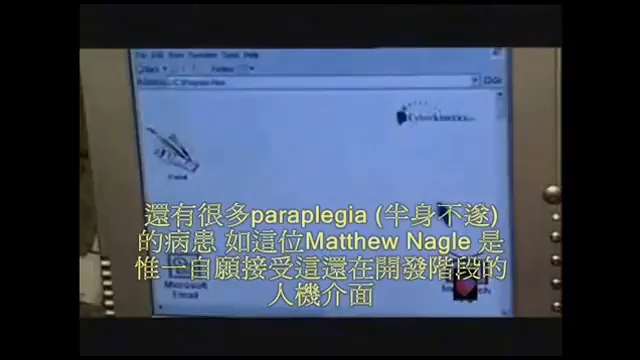 Cyberkinetics
還有很多paraplegia (半身不遂)
的病患 如這位Matthew Nagle 是
惟一自願接受這還在開發階段的
人機介面
Microsoft
Email